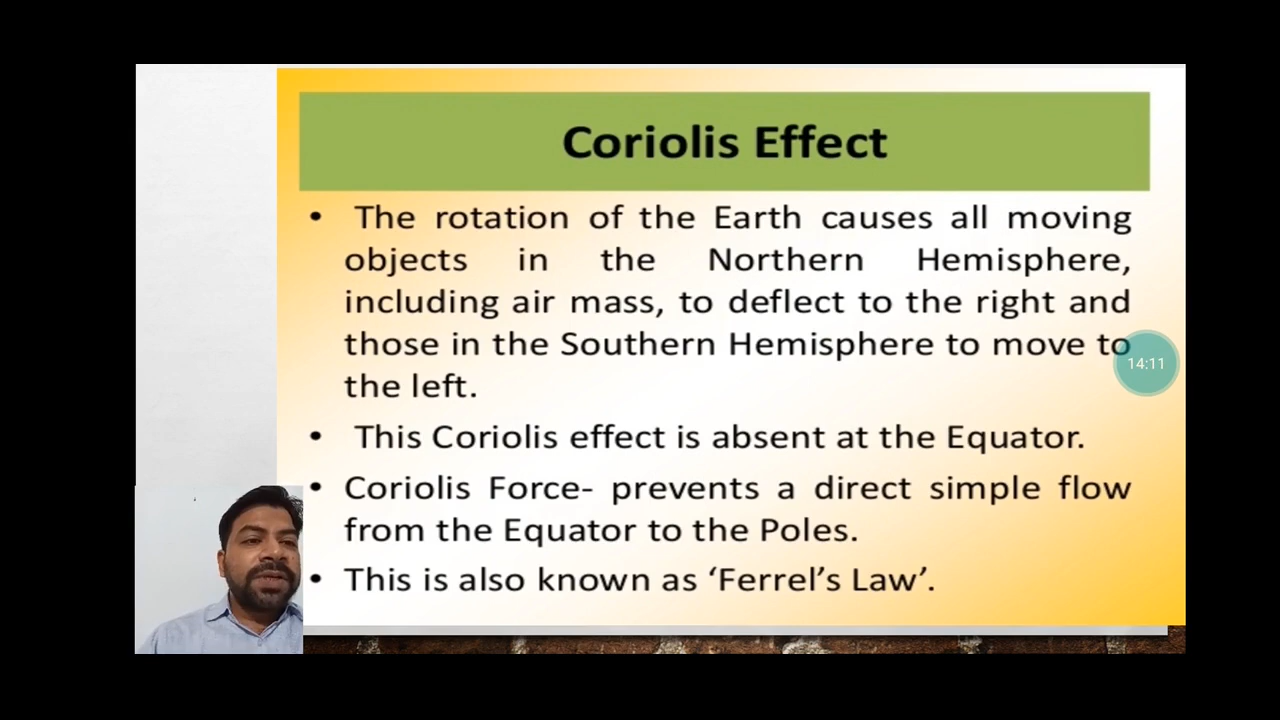 Coriolis Effect
• The rotation of the Earth causes all moving
objects in the Northern Hemisphere,
including air mass, to deflect to the right and
those in the Southern Hemisphere to move to
14:11
the left.
• This Coriolis effect is absent at the Equator.
• Coriolis Force- prevents a direct simple flow
from the Equator to the Poles.
• This is also known as ‘Ferrel’s Law’.